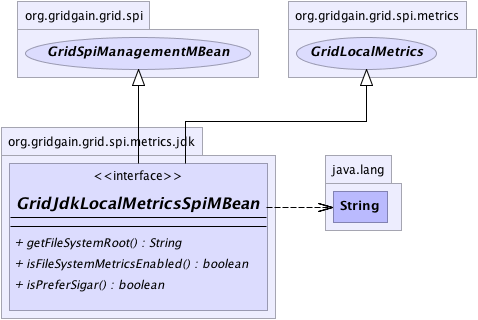 org.gridgain.grid.spi
GridSpiManagementMBean
org.gridgain.grid.spi.metrics
GridLocalMetrics
org.gridgain.grid.spi.metrics.jdk
<<interface>>
GridJdkLocalMetricsSpiMBean
+ getFileSystemRoot() : String
+ isFileSystemMetricsEnabled() : boolean
+ isPreferSigar() : boolean
java.lang
String